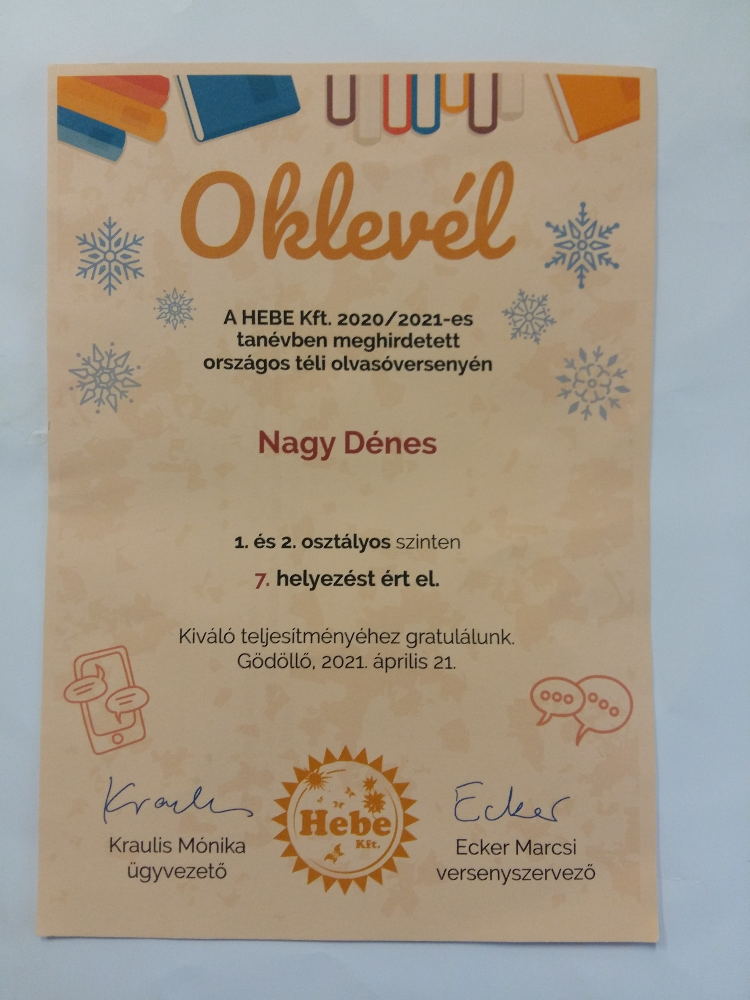 Oklevél
A HEBE Kft. 2020/2021-es
tanévben meghirdetett
országos téli olvasóversenyén
Nagy Dénes
1. és 2. osztályos szinten
7. helyezést ért el.
Kiváló teljesítményéhez gratulálunk.
Gödöllő, 2021. április 21.
Kraulis
Ecker
Hebe
Kft.
Kraulis Mónika
ügyvezető
Ecker Marcsi
versenyszervező